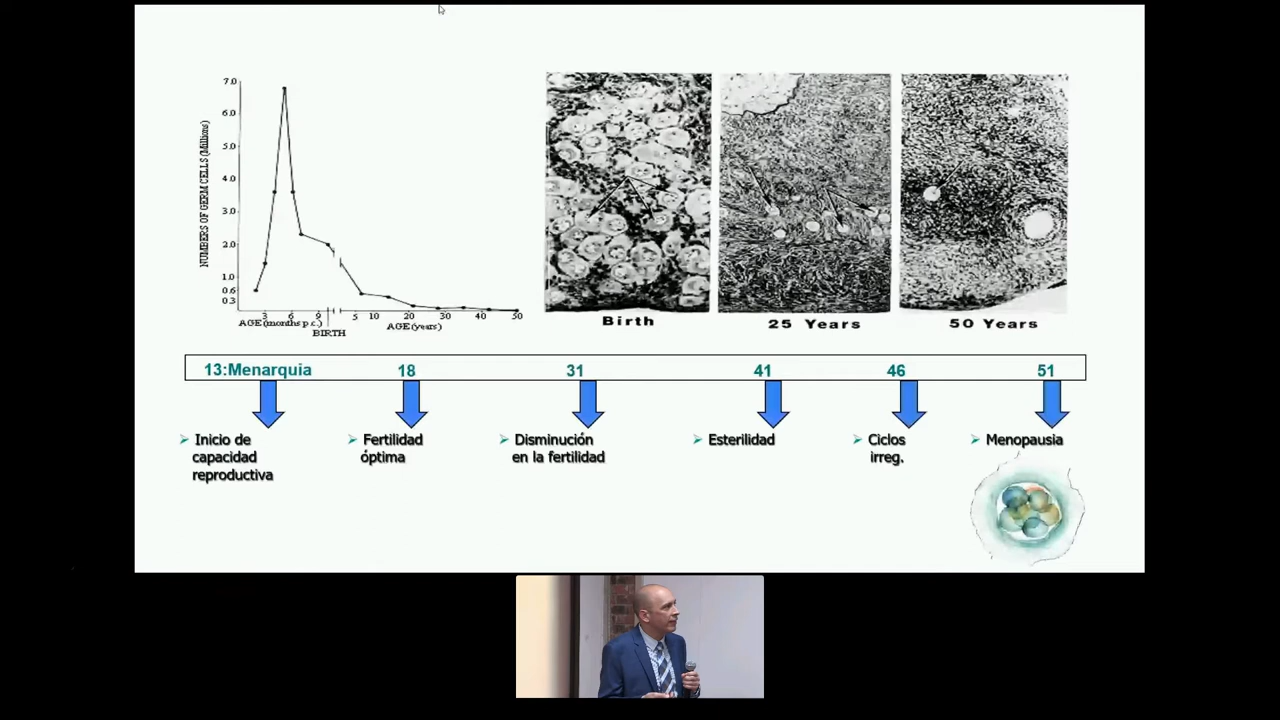 7.0
6.0
5.0
4.0
3.0
2.0
1.0
0.6
0.3
NUMBERS OF GERM CELLS (Millions)
3 6 9 5 10 20 30 40 50
AGE (months p.c.) AGE (years)
BIRTH
Birth 25 Years 50 Years
13:Menarquia 18 31 41 46 51
Inicio de
capacidad
reproductiva
Fertilidad
óptima
Disminución
en la fertilidad
Esterilidad
Ciclos
irreg.
Menopausia